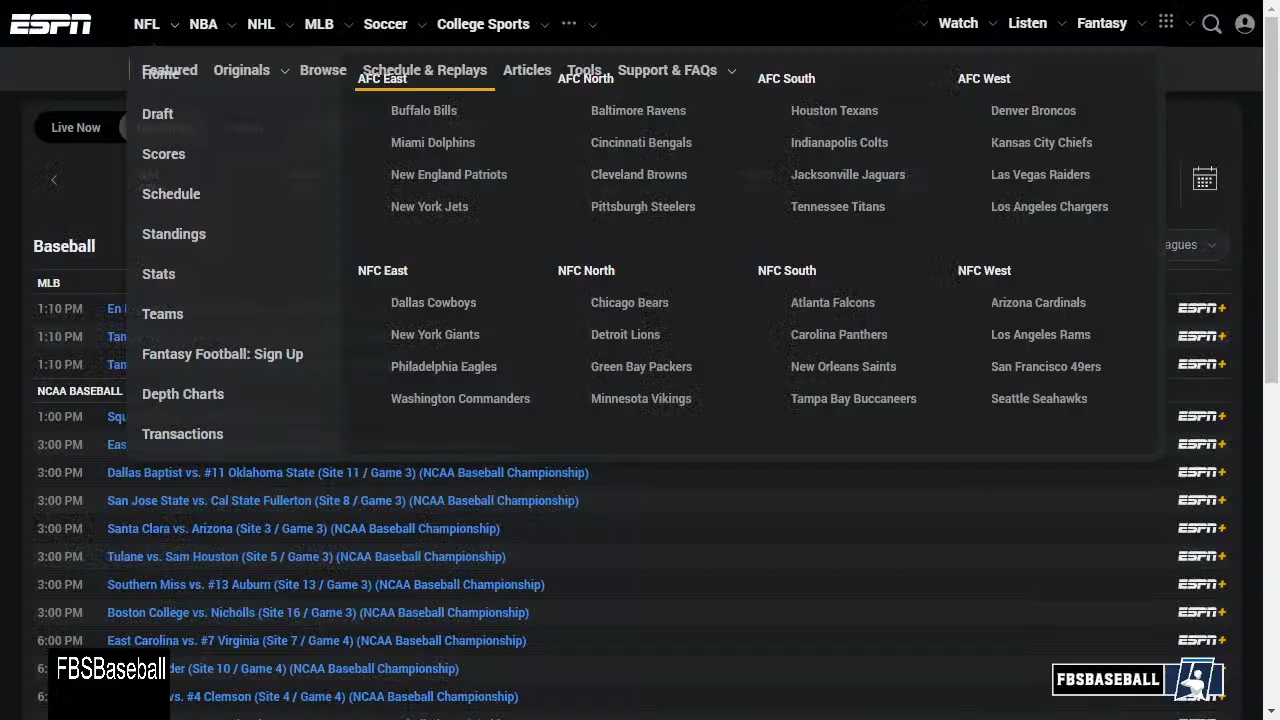 ESPN NFL NBA NHL MLB Soccer College Sports ... Watch Listen Fantasy
Featured Originals Browse Schedule & Replays Articles Tools Support & FAQs
Home
Draft
Scores
Schedule
Standings
Stats
Teams
Fantasy Football: Sign Up
Depth Charts
Transactions
AFC East
Buffalo Bills
Miami Dolphins
New England Patriots
New York Jets
AFC North
Baltimore Ravens
Cincinnati Bengals
Cleveland Browns
Pittsburgh Steelers
AFC South
Houston Texans
Indianapolis Colts
Jacksonville Jaguars
Tennessee Titans
AFC West
Denver Broncos
Kansas City Chiefs
Las Vegas Raiders
Los Angeles Chargers
NFC East
Dallas Cowboys
New York Giants
Philadelphia Eagles
Washington Commanders
NFC North
Chicago Bears
Detroit Lions
Green Bay Packers
Minnesota Vikings
NFC South
Atlanta Falcons
Carolina Panthers
New Orleans Saints
Tampa Bay Buccaneers
NFC West
Arizona Cardinals
Los Angeles Rams
San Francisco 49ers
Seattle Seahawks
Live Now
Baseball
agues
MLB
1:10 PM En ESPN+
1:10 PM Tam ESPN+
1:10 PM Tam ESPN+
NCAA BASEBALL
1:00 PM Squ ESPN+
3:00 PM Eas ESPN+
3:00 PM Dallas Baptist vs. #11 Oklahoma State (Site 11 / Game 3) (NCAA Baseball Championship) ESPN+
3:00 PM San Jose State vs. Cal State Fullerton (Site 8 / Game 3) (NCAA Baseball Championship) ESPN+
3:00 PM Santa Clara vs. Arizona (Site 3 / Game 3) (NCAA Baseball Championship) ESPN+
3:00 PM Tulane vs. Sam Houston (Site 5 / Game 3) (NCAA Baseball Championship) ESPN+
3:00 PM Southern Miss vs. #13 Auburn (Site 13 / Game 3) (NCAA Baseball Championship) ESPN+
3:00 PM Boston College vs. Nicholls (Site 16 / Game 3) (NCAA Baseball Championship) ESPN+
6:00 PM East Carolina vs. #7 Virginia (Site 7 / Game 4) (NCAA Baseball Championship) ESPN+
6: der (Site 10 / Game 4) (NCAA Baseball Championship)
6: vs. #4 Clemson (Site 4 / Game 4) (NCAA Baseball Championship)
FBSBaseball
FBSBASEBALL